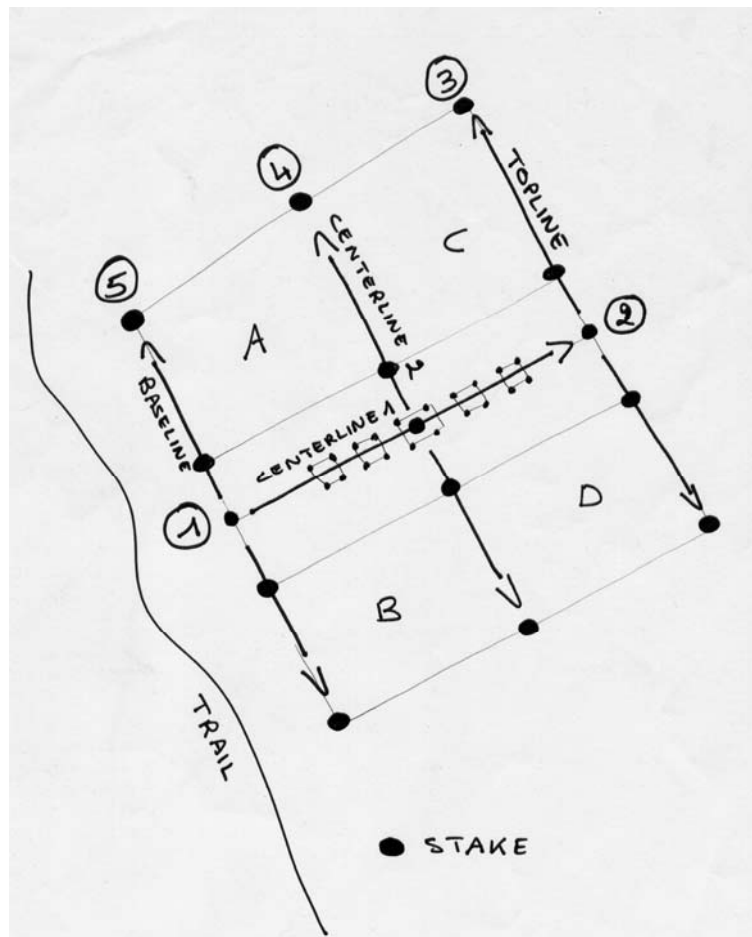 3
4
TOPLINE
CENTERLINE 2
C
5
A
2
BASELINE
CENTERLINE 1
1
D
B
TRAIL
STAKE